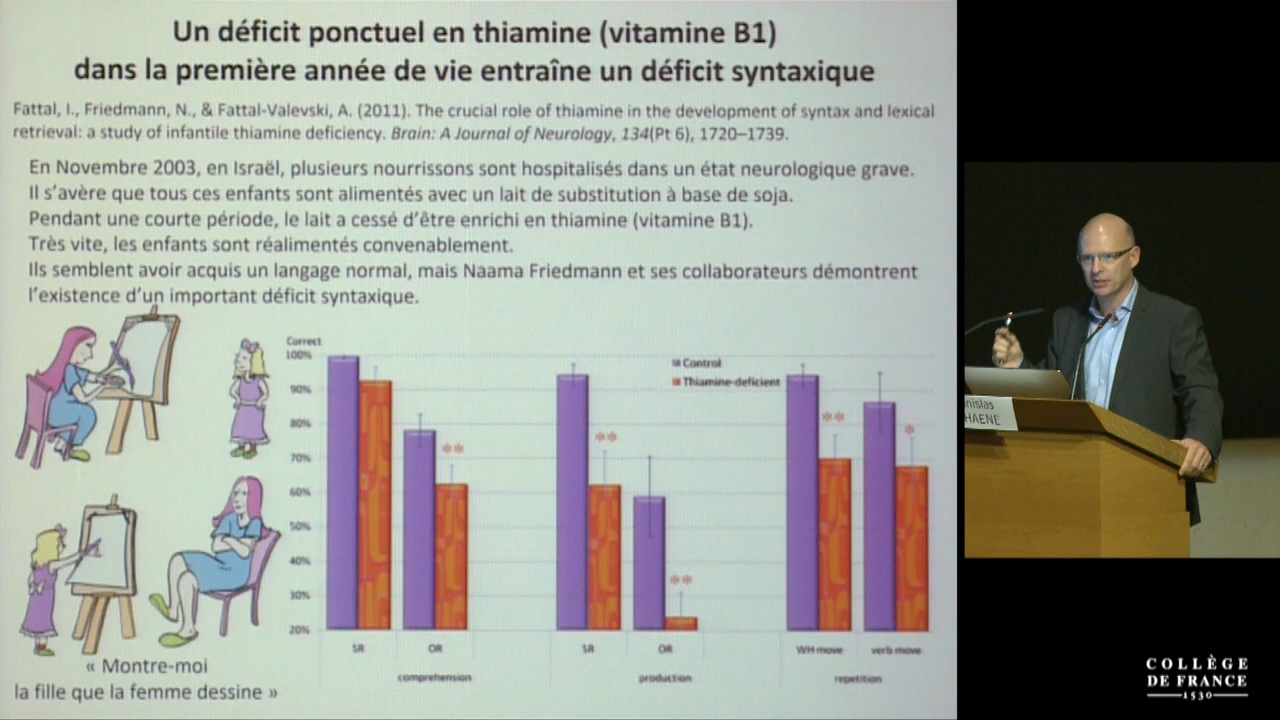 Un déficit ponctuel en thiamine (vitamine B1)
dans la première année de vie entraîne un déficit syntaxique
Fattal, I., Friedmann, N., & Fattal-Valevski, A. (2011). The crucial role of thiamine in the development of syntax and lexical
retrieval: a study of infantile thiamine deficiency. Brain: A Journal of Neurology, 134(Pt 6), 1720–1739.
En Novembre 2003, en Israël, plusieurs nourrissons sont hospitalisés dans un état neurologique grave.
Il s'avère que tous ces enfants sont alimentés avec un lait de substitution à base de soja.
Pendant une courte période, le lait a cessé d'être enrichi en thiamine (vitamine B1).
Très vite, les enfants sont réalimentés convenablement.
Ils semblent avoir acquis un langage normal, mais Naama Friedmann et ses collaborateurs démontrent
l'existence d'un important déficit syntaxique.
Correct
100%
90%
80%
70%
60%
50%
40%
30%
20%
Control
Thiamine-deficient
**
**
**
**
*
SR
OR
SR
OR
WH move
verb move
comprehension
production
repetition
« Montre-moi
la fille que la femme dessine »
nislas
HAENE
COLLÈGE
DE FRANCE
1530